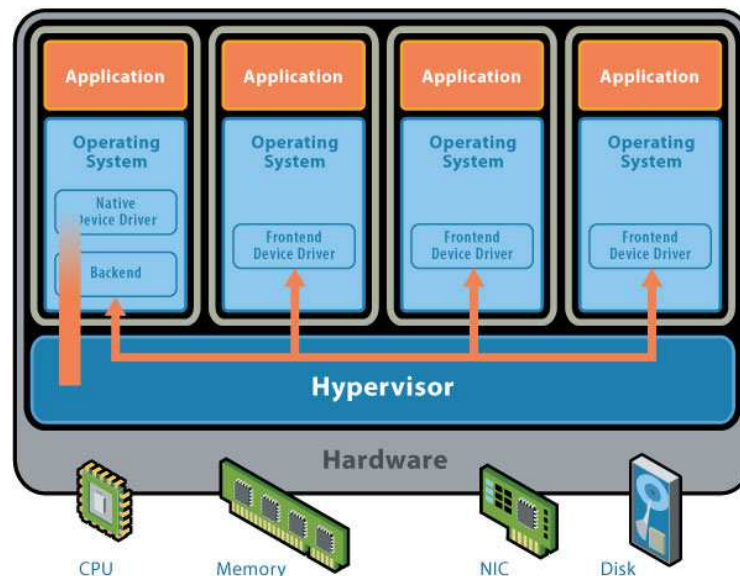 Application
Application
Application
Application
Operating
System
Operating
System
Operating
System
Operating
System
Native
Device Driver
Frontend
Device Driver
Frontend
Device Driver
Frontend
Device Driver
Backend
Hypervisor
Hardware
CPU
Memory
NIC
Disk